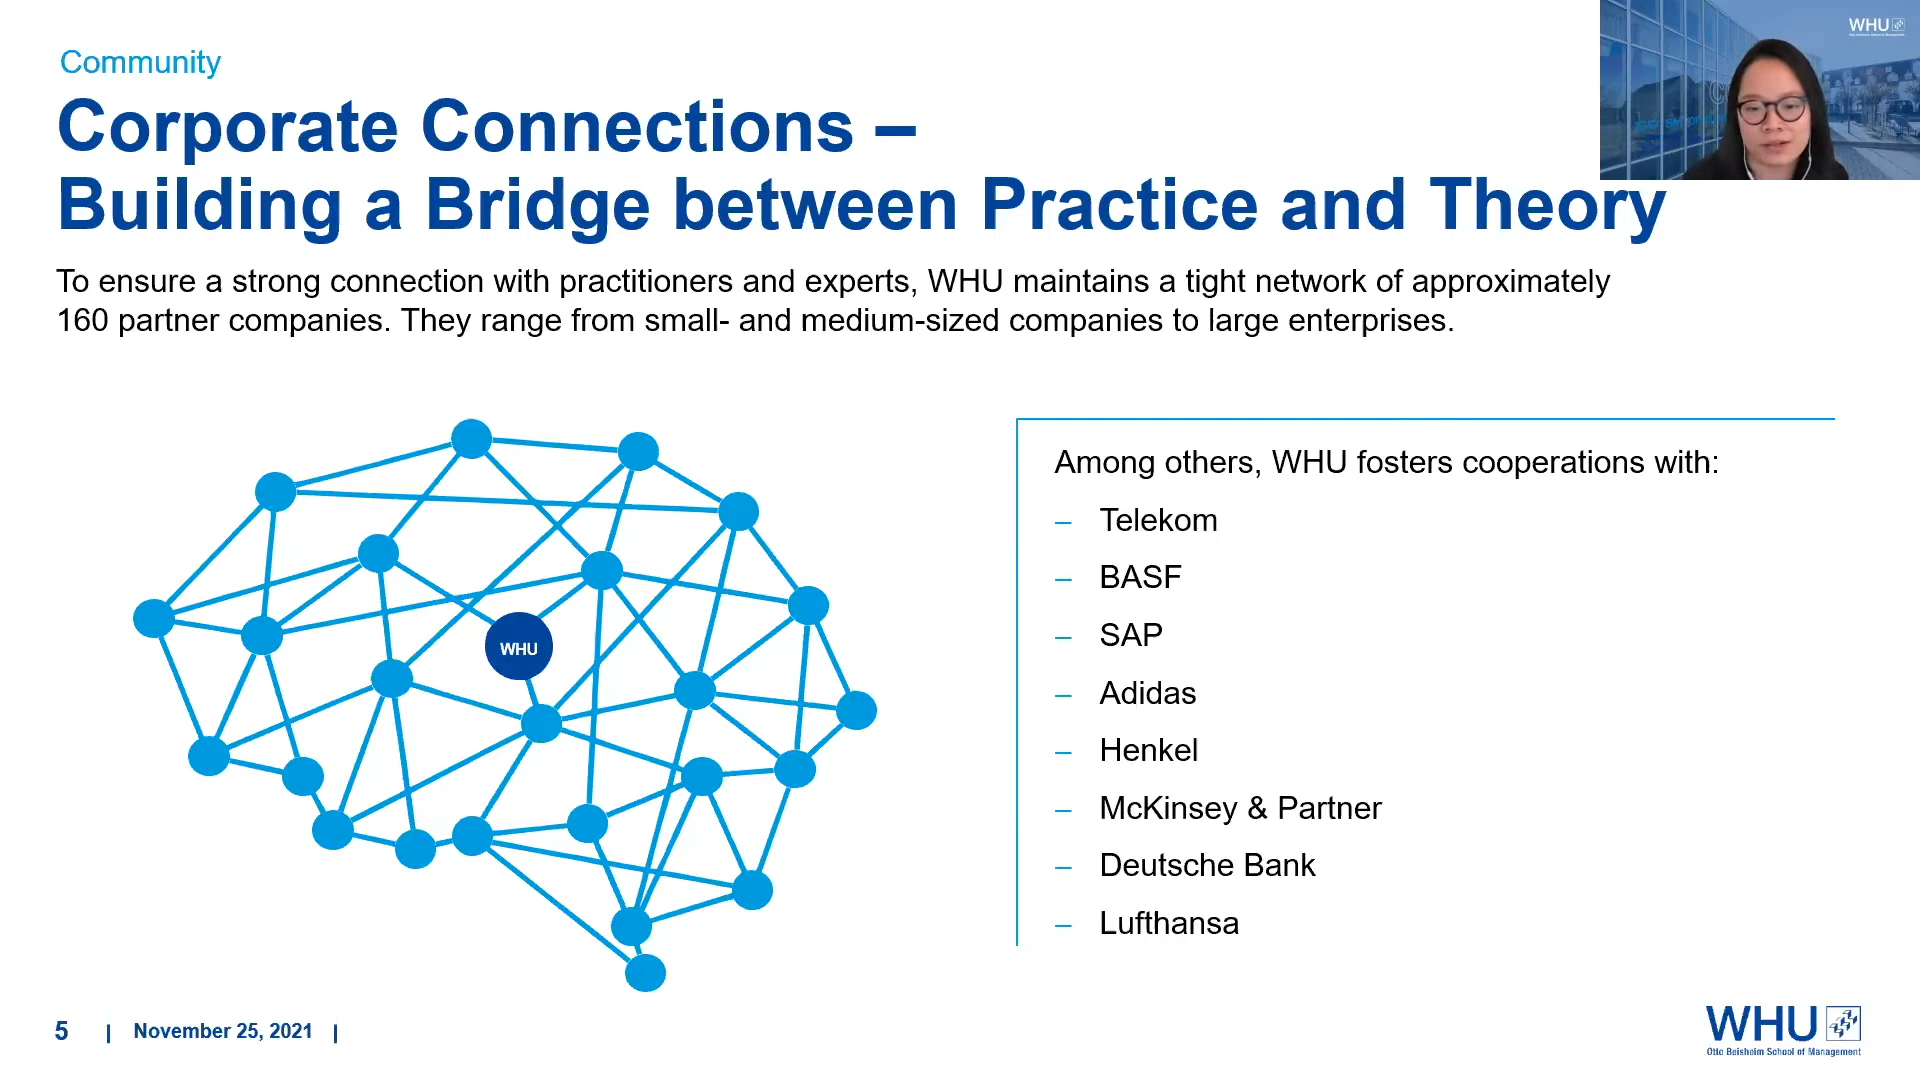 Community
Corporate Connections –
Building a Bridge between Practice and Theory
To ensure a strong connection with practitioners and experts, WHU maintains a tight network of approximately
160 partner companies. They range from small- and medium-sized companies to large enterprises.
WHU
WHU
Among others, WHU fosters cooperations with:
– Telekom
– BASF
– SAP
– Adidas
– Henkel
– McKinsey & Partner
– Deutsche Bank
– Lufthansa
5 | November 25, 2021 |
WHU
Otto Beisheim School of Management